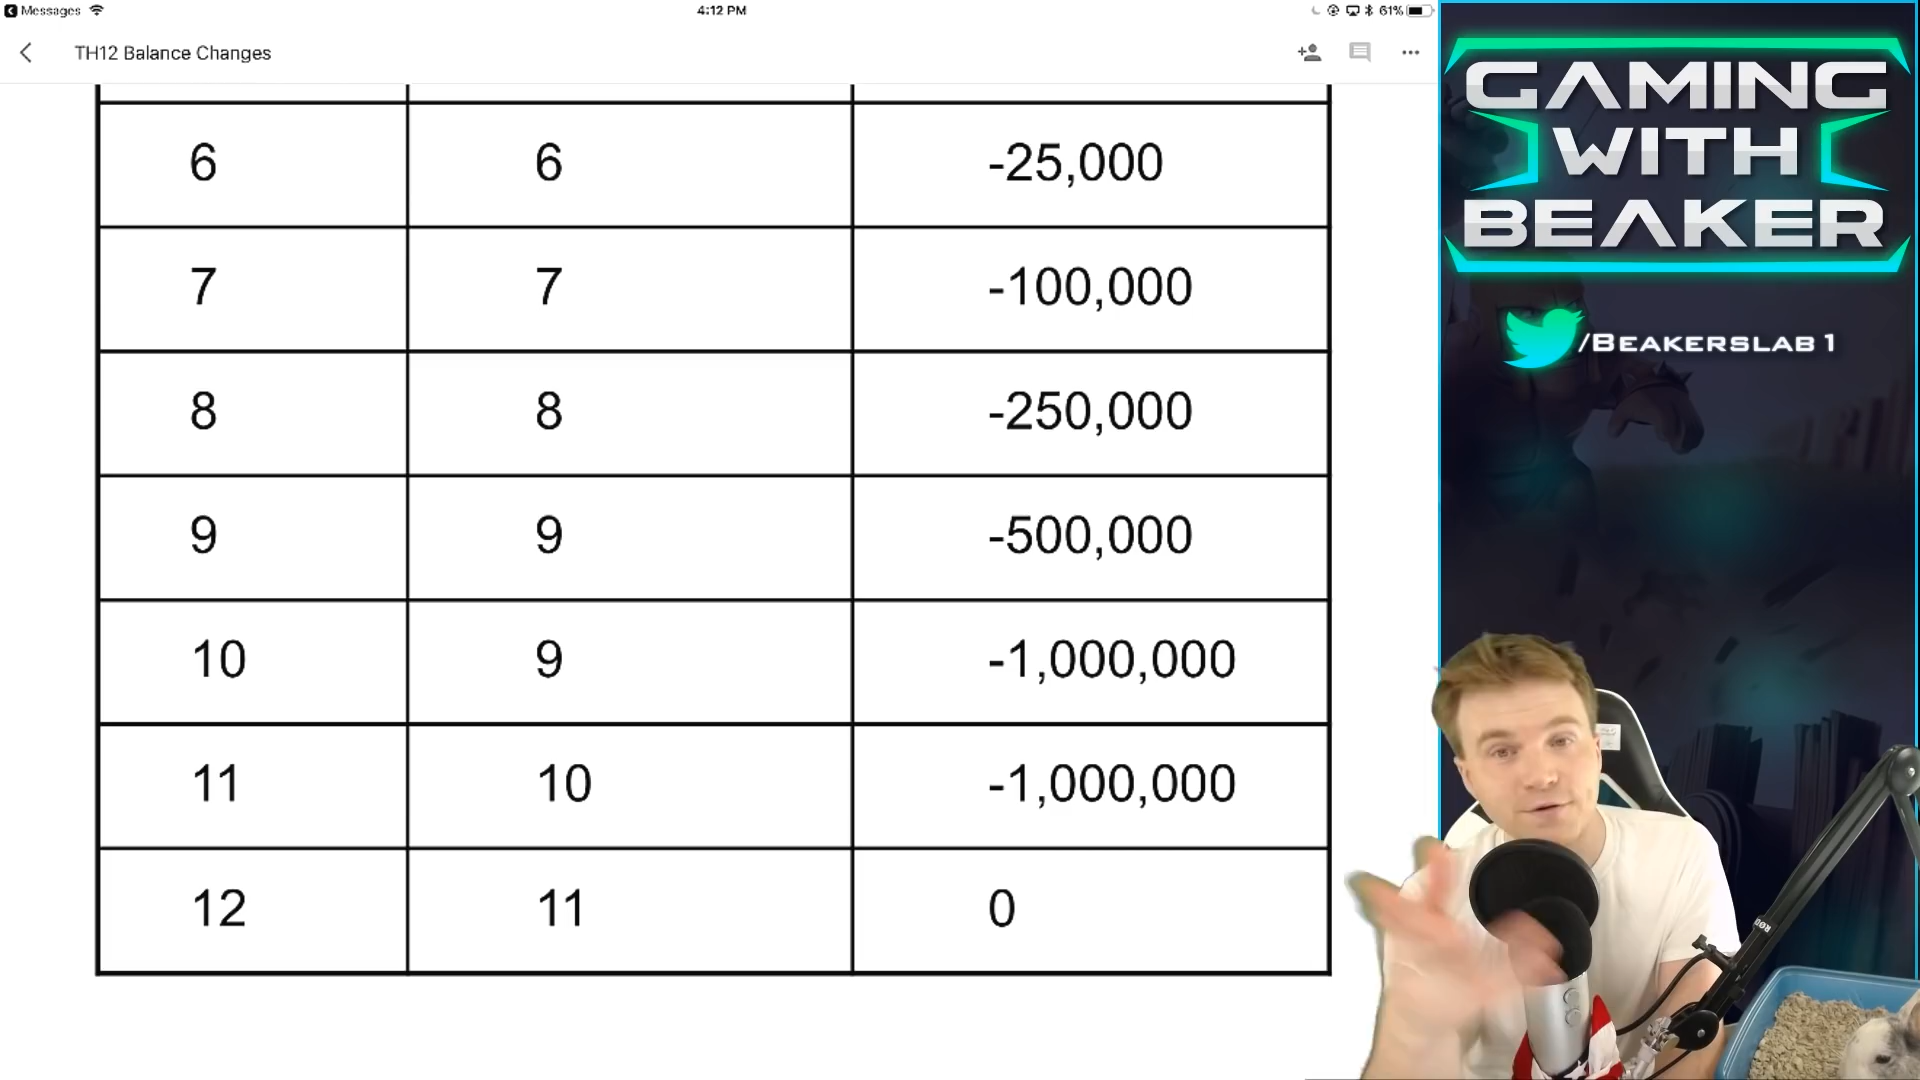 Messages 4:12 PM 61%
TH12 Balance Changes
6 6 -25,000
7 7 -100,000
8 8 -250,000
9 9 -500,000
10 9 -1,000,000
11 10 -1,000,000
12 11 0
GAMING
WITH
BEAKER
/BEAKERSLAB1